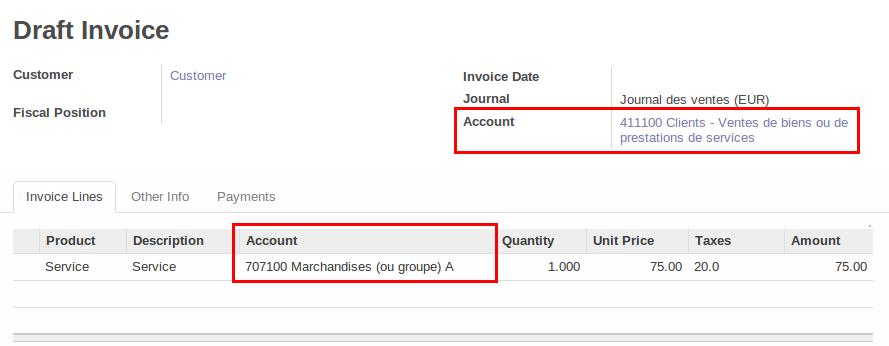 Draft Invoice
Customer Customer
Fiscal Position
Invoice Date
Journal Journal des ventes (EUR)
Account 411100 Clients - Ventes de biens ou de
prestations de services
Invoice Lines Other Info Payments
Product Description Account Quantity Unit Price Taxes Amount
Service Service 707100 Marchandises (ou groupe) A 1.000 75.00 20.0 75.00